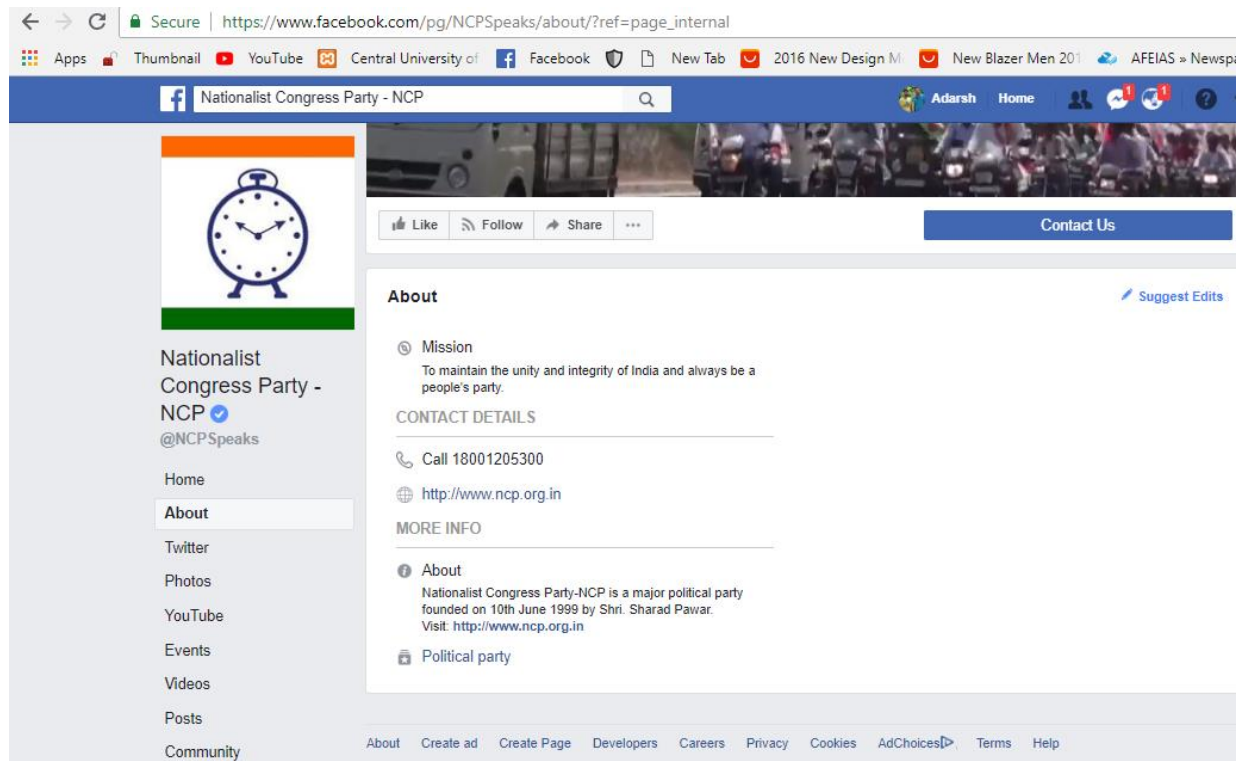 Secure | https://www.facebook.com/pg/NCPSpeaks/about/?ref=page_internal
Apps Thumbnail YouTube Central University of Facebook New Tab 2016 New Design M New Blazer Men 201 AFEIAS » Newspa
Nationalist Congress Party - NCP
Adarsh Home 1 1
Like Follow Share ...
Contact Us
About
Suggest Edits
Nationalist
Congress Party -
NCP
@NCPSpeaks
Home
About
Twitter
Photos
YouTube
Events
Videos
Posts
Community
Mission
To maintain the unity and integrity of India and always be a
people's party.
CONTACT DETAILS
Call 18001205300
http://www.ncp.org.in
MORE INFO
About
Nationalist Congress Party-NCP is a major political party
founded on 10th June 1999 by Shri. Sharad Pawar.
Visit: http://www.ncp.org.in
Political party
About Create ad Create Page Developers Careers Privacy Cookies AdChoices Terms Help